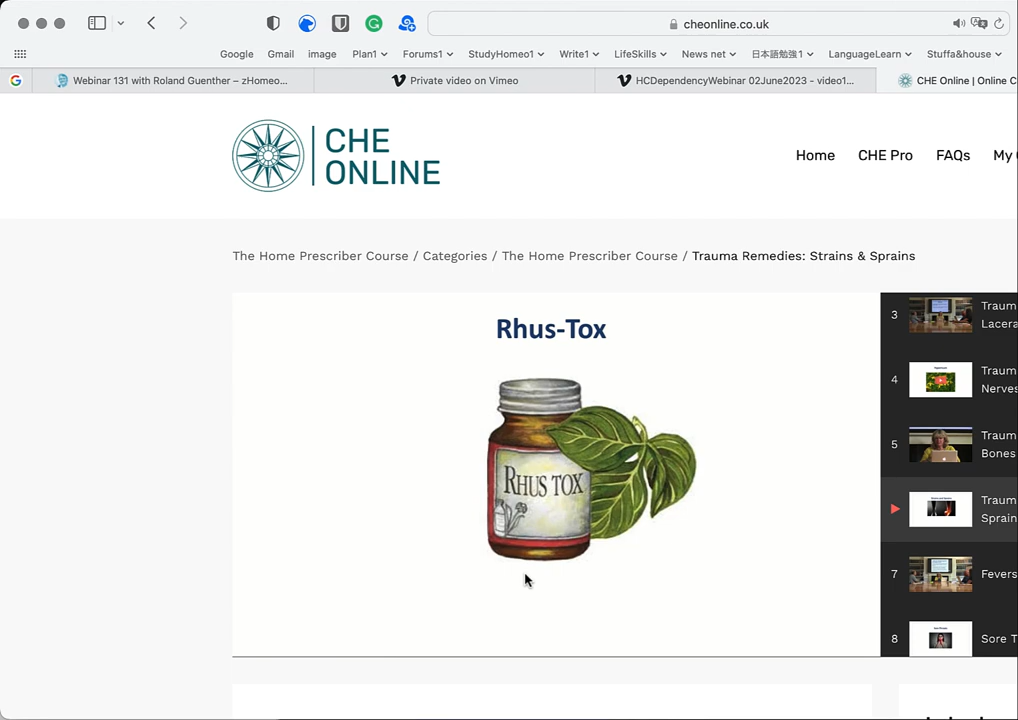 cheonline.co.uk
Google Gmail image Plan1 Forums1 StudyHomeo1 Write1 LifeSkills News net 日本語勉強1 LanguageLearn Stuffa&house
Webinar 131 with Roland Guenther – zHomeo... Private video on Vimeo HCDependencyWebinar 02June2023 - video1... CHE Online | Online C
CHE
ONLINE
Home CHE Pro FAQs My
The Home Prescriber Course / Categories / The Home Prescriber Course / Trauma Remedies: Strains & Sprains
Rhus-Tox
RHUS TOX
3 Traum
Lacera
4 Traum
Nerves
5 Traum
Bones
Traum
Sprain
7 Fevers
8 Sore T